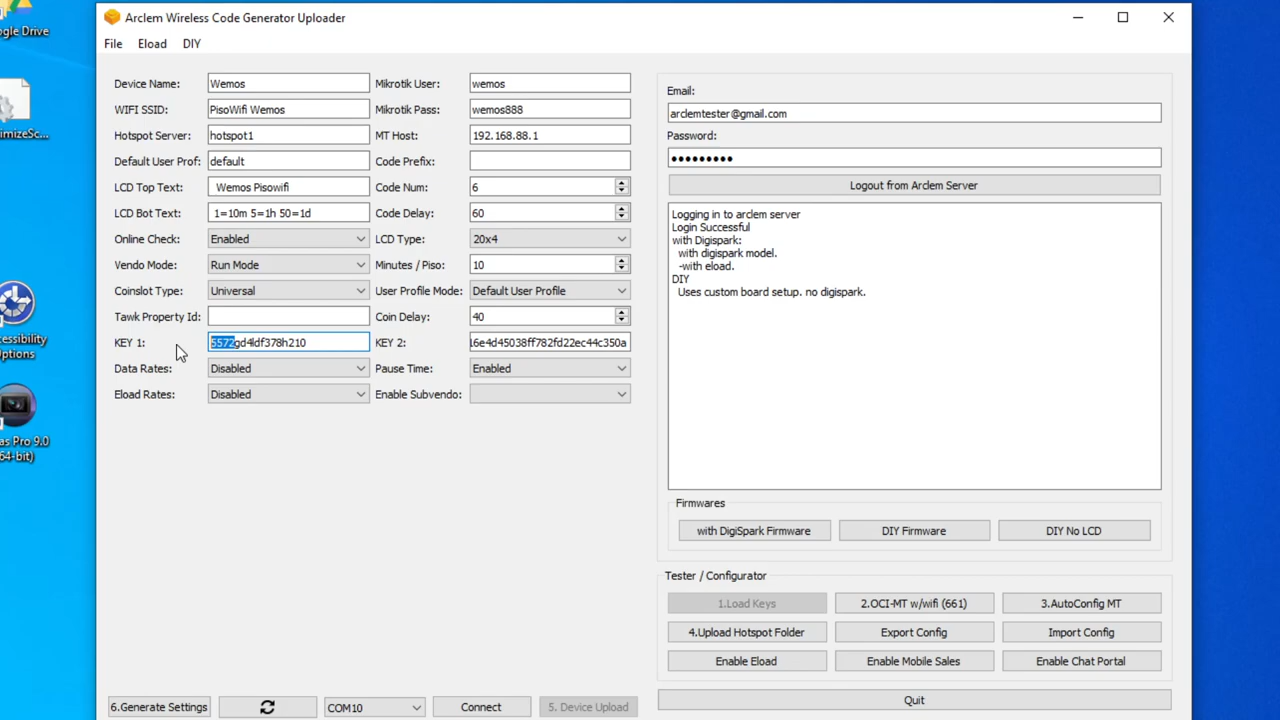 ogle Drive
imizeSc...
cessibility
Options
as Pro 9.0
64-bit)
Arclem Wireless Code Generator Uploader
File Eload DIY
Device Name: Wemos Mikrotik User: wemos
WIFI SSID: PisoWifi Wemos Mikrotik Pass: wemos888
Hotspot Server: hotspot1 MT Host: 192.168.88.1
Default User Prof: default Code Prefix:
LCD Top Text: Wemos Pisowifi Code Num: 6
LCD Bot Text: 1=10m 5=1h 50=1d Code Delay: 60
Online Check: Enabled LCD Type: 20x4
Vendo Mode: Run Mode Minutes / Piso: 10
Coinslot Type: Universal User Profile Mode: Default User Profile
Tawk Property Id: Coin Delay: 40
KEY 1: 5572gd4ldf378h210 KEY 2: l6e4d45038ff782fd22ec44c350a
Data Rates: Disabled Pause Time: Enabled
Eload Rates: Disabled Enable Subvendo:
6.Generate Settings COM10 Connect 5. Device Upload
Email:
arclemtester@gmail.com
Password:
●●●●●●●●●
Logout from Arclem Server
Logging in to arclem server
Login Successful
with Digispark:
with digispark model.
-with eload.
DIY
Uses custom board setup. no digispark.
Firmwares
with DigiSpark Firmware DIY Firmware DIY No LCD
Tester / Configurator
1.Load Keys 2.OCI-MT w/wifi (661) 3.AutoConfig MT
4.Upload Hotspot Folder Export Config Import Config
Enable Eload Enable Mobile Sales Enable Chat Portal
Quit